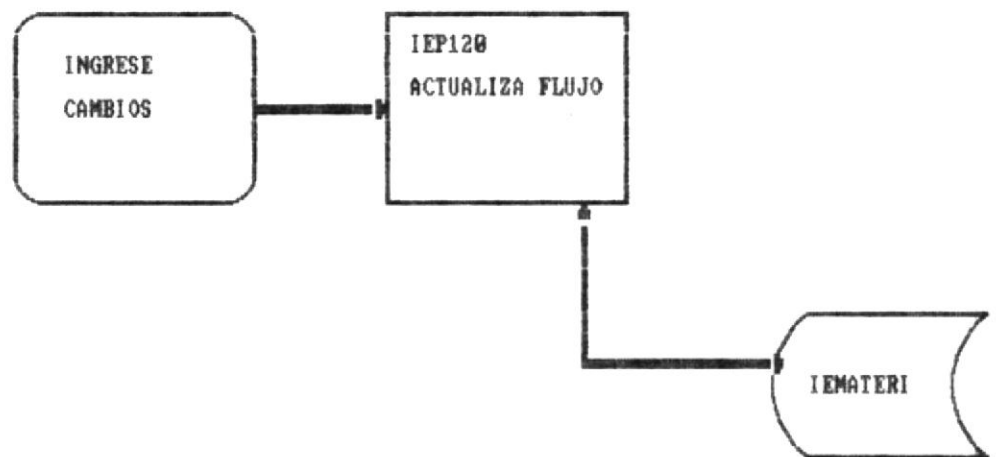 INGRESE
CAMBIOS
IEP120
ACTUALIZA FLUJO
IEMATERI